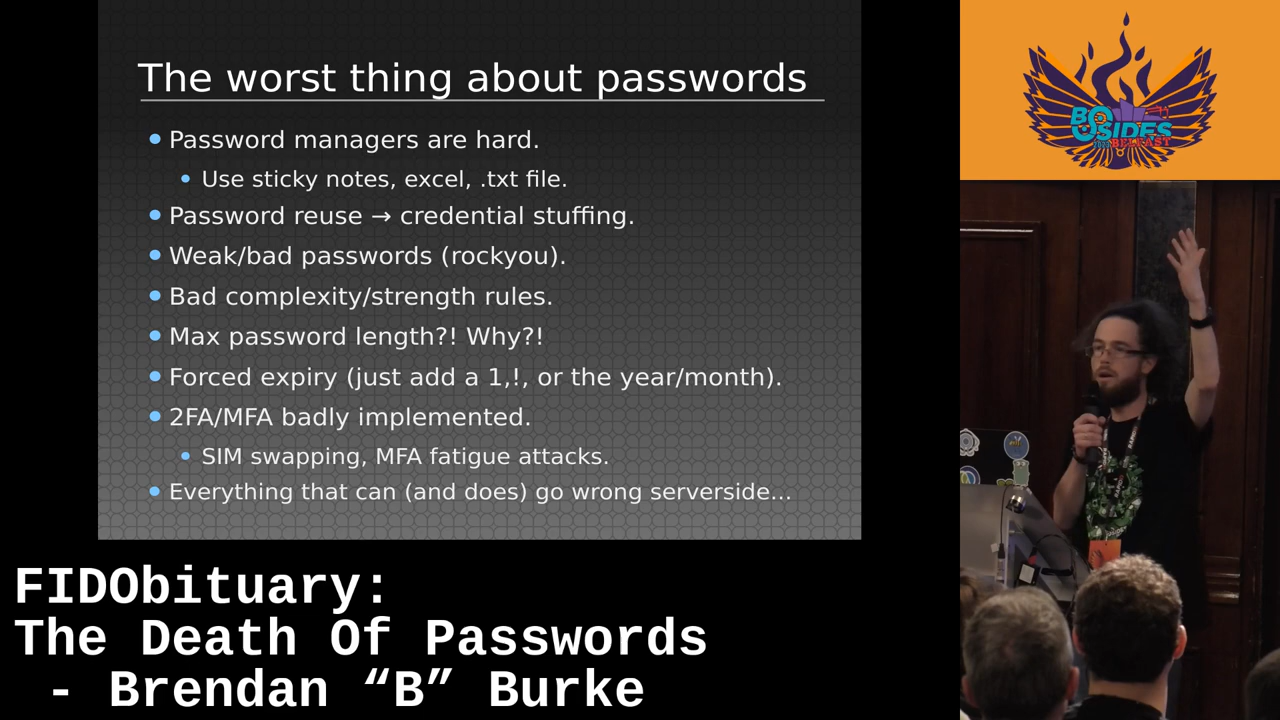 The worst thing about passwords
Password managers are hard.
Use sticky notes, excel, .txt file.
Password reuse → credential stuffing.
Weak/bad passwords (rockyou).
Bad complexity/strength rules.
Max password length?! Why?!
Forced expiry (just add a 1,!, or the year/month).
2FA/MFA badly implemented.
SIM swapping, MFA fatigue attacks.
Everything that can (and does) go wrong serverside...
FIDObituary:
The Death Of Passwords
- Brendan “B” Burke
BSIDES
BELFAST